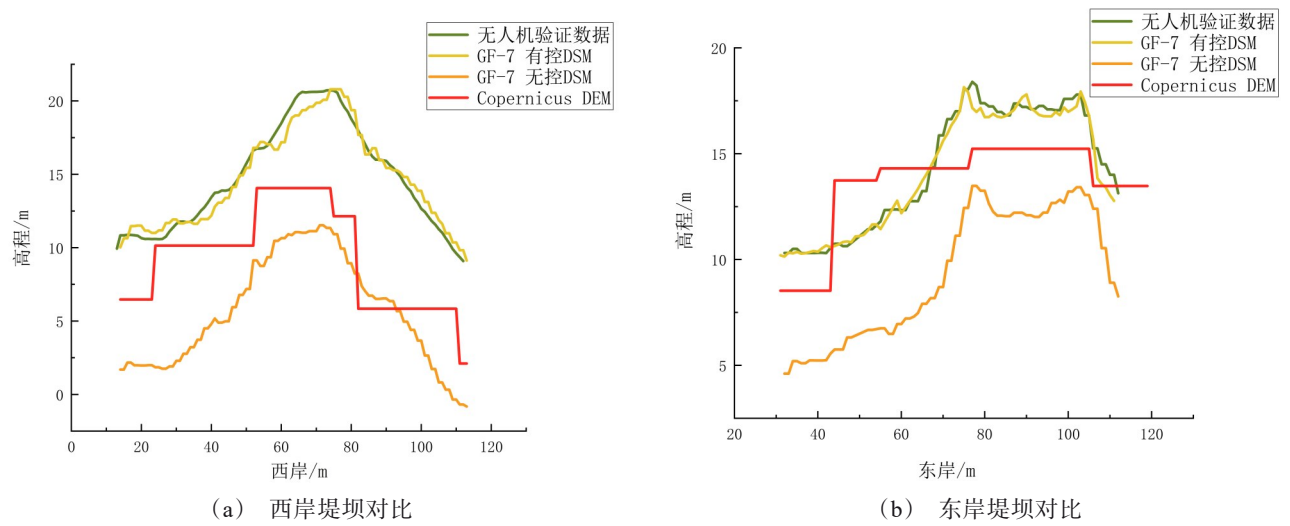 无人机验证数据
GF-7 有控DSM
GF-7 无控DSM
Copernicus DEM
20
15
10
5
0
高程/m
0 20 40 60 80 100 120
西岸/m
(a) 西岸堤坝对比
无人机验证数据
GF-7 有控DSM
GF-7 无控DSM
Copernicus DEM
20
15
10
5
高程/m
20 40 60 80 100 120
东岸/m
(b) 东岸堤坝对比